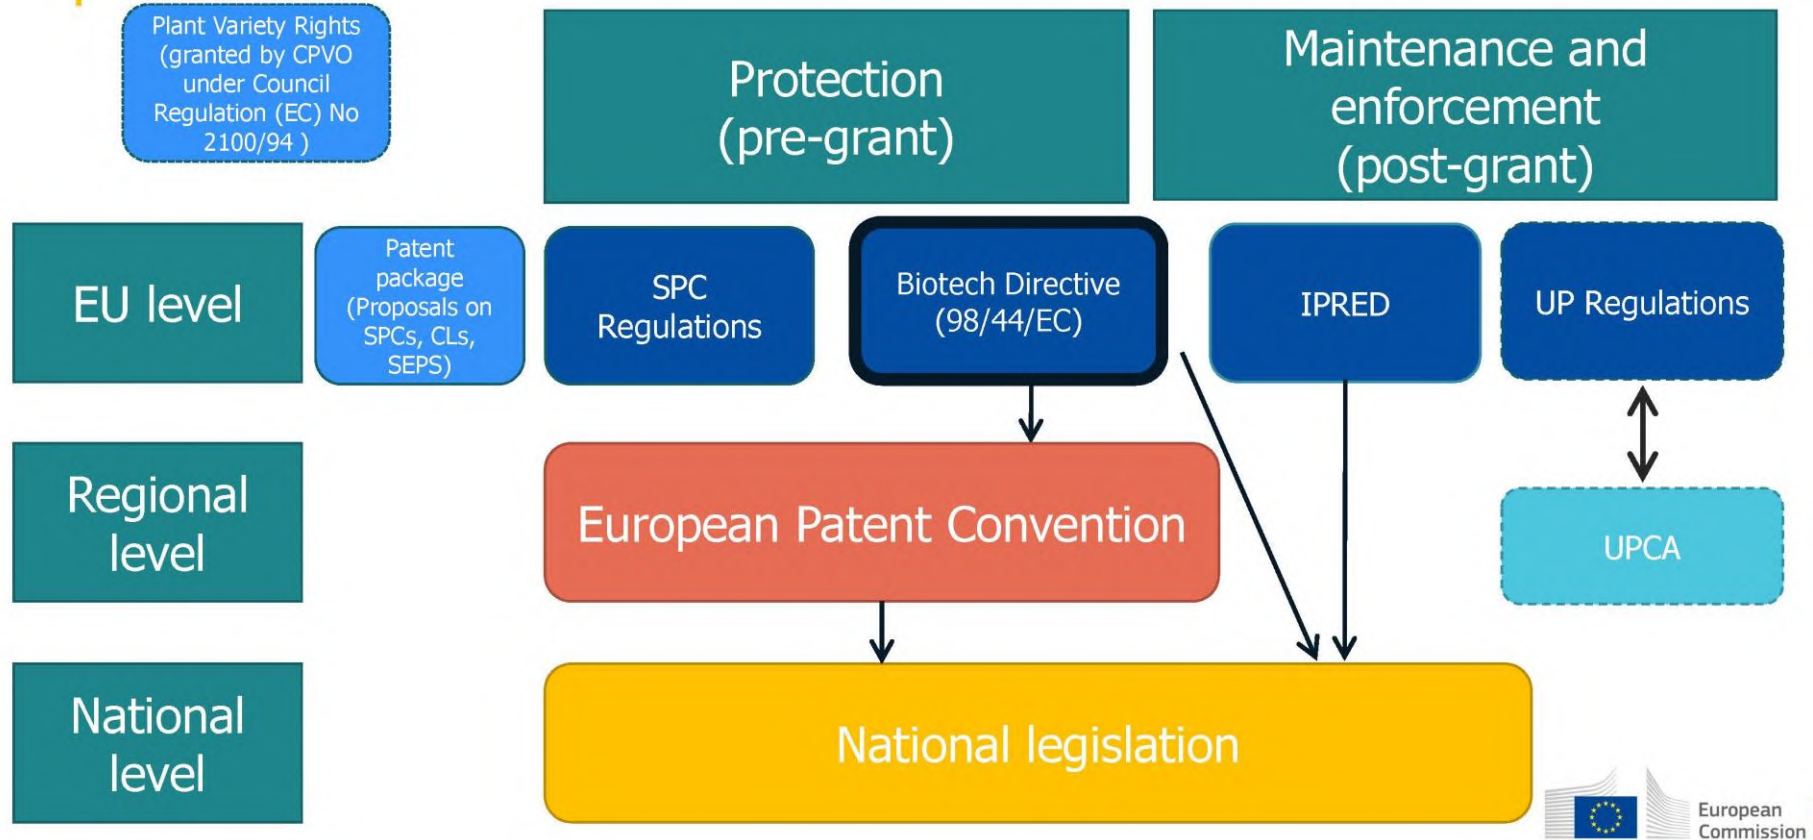 Plant Variety Rights
(granted by CPVO
under Council
Regulation (EC) No
2100/94 )
Protection
(pre-grant)
Maintenance and
enforcement
(post-grant)
EU level
Patent
package
(Proposals on
SPCs, CLs,
SEPS)
SPC
Regulations
Biotech Directive
(98/44/EC)
IPRED
UP Regulations
Regional
level
European Patent Convention
UPCA
National
level
National legislation
European
Commission